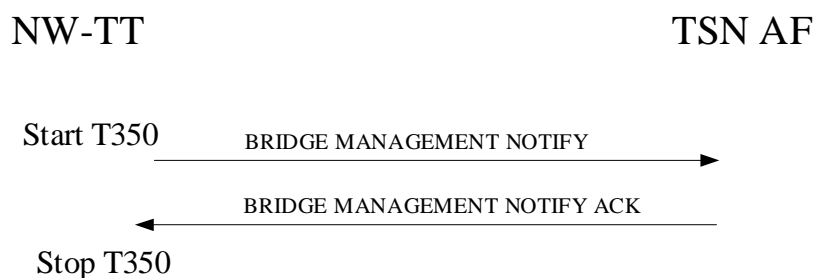 NW-TT TSN AF
Start T350 BRIDGE MANAGEMENT NOTIFY
BRIDGE MANAGEMENT NOTIFY ACK
Stop T350